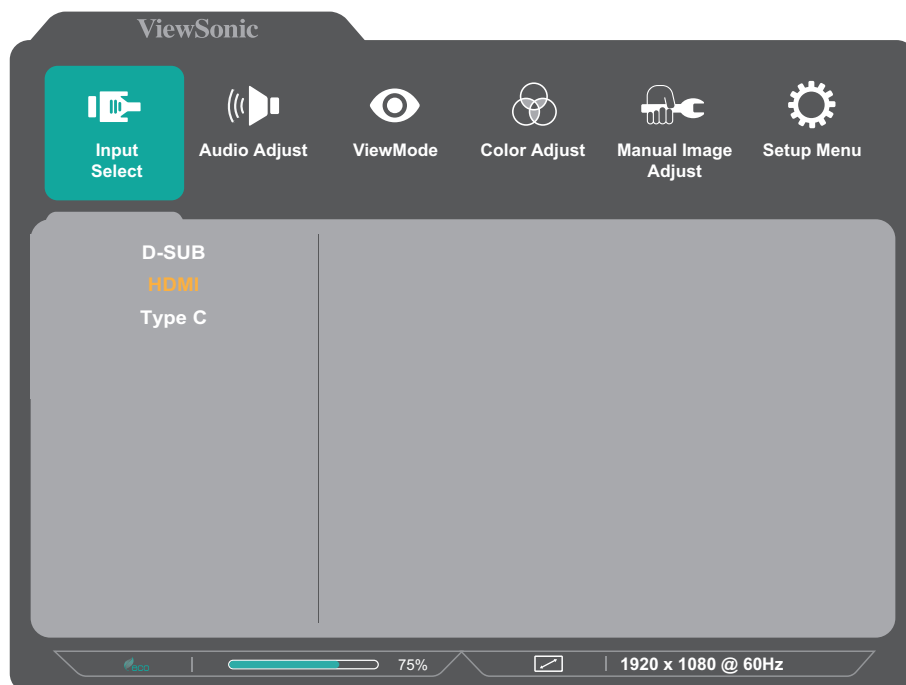 ViewSonic
Input
Select
Audio Adjust
ViewMode
Color Adjust
Manual Image
Adjust
Setup Menu
D-SUB
HDMI
Type C
eco
75%
1920 x 1080 @ 60Hz